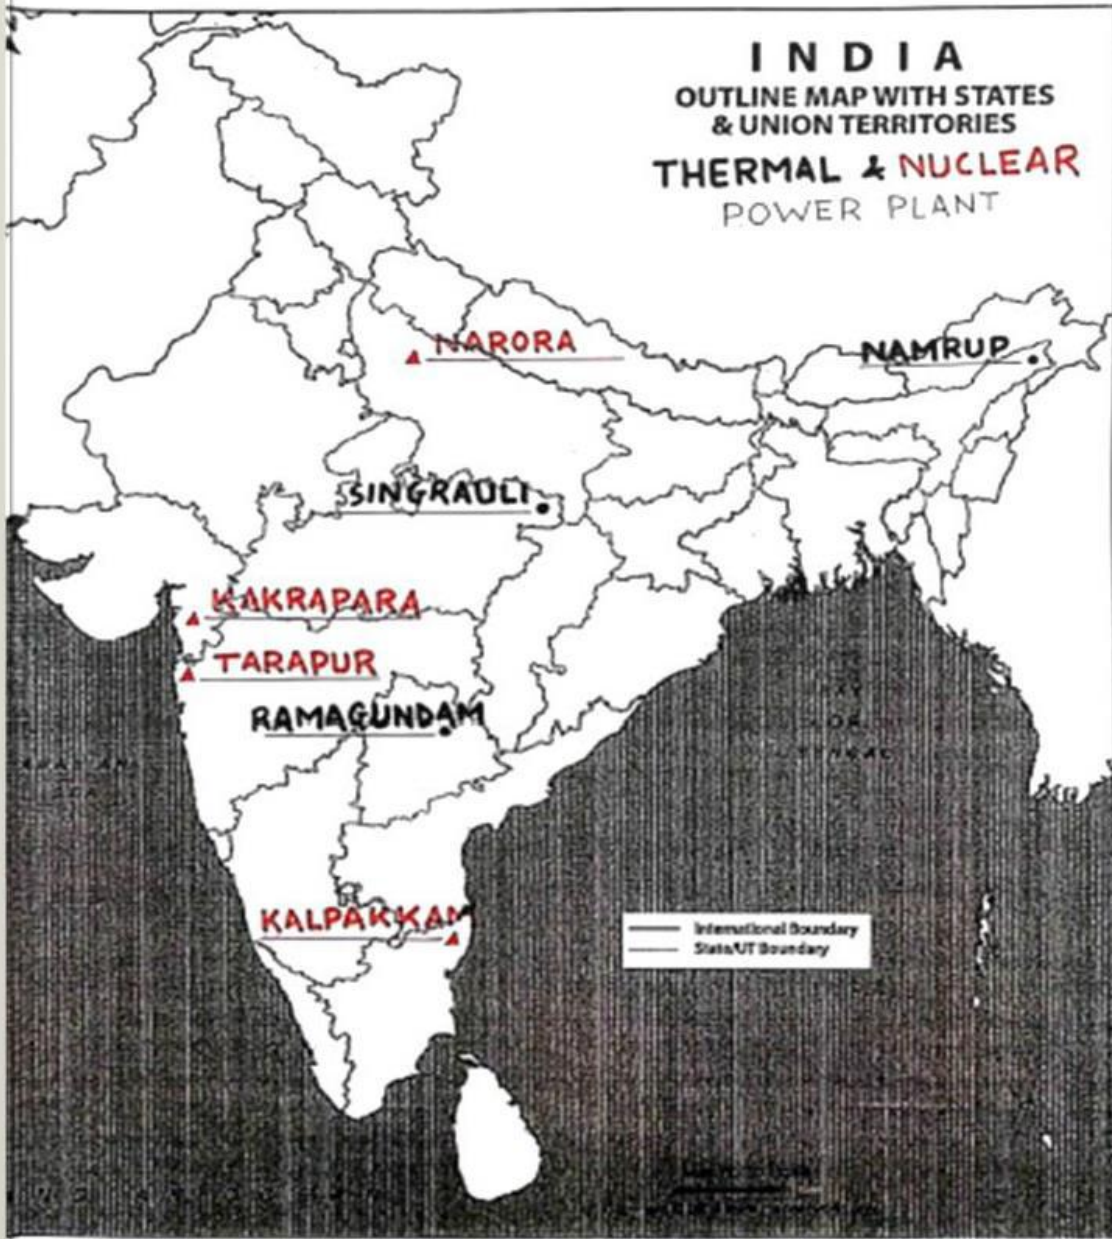 INDIA
OUTLINE MAP WITH STATES
& UNION TERRITORIES
THERMAL & NUCLEAR
POWER PLANT
NARORA
NAMRUP
SINGRAULI
KAKRAPARA
TARAPUR
RAMAGUNDAM
KALPAKKAM
International Boundary
State/UT Boundary